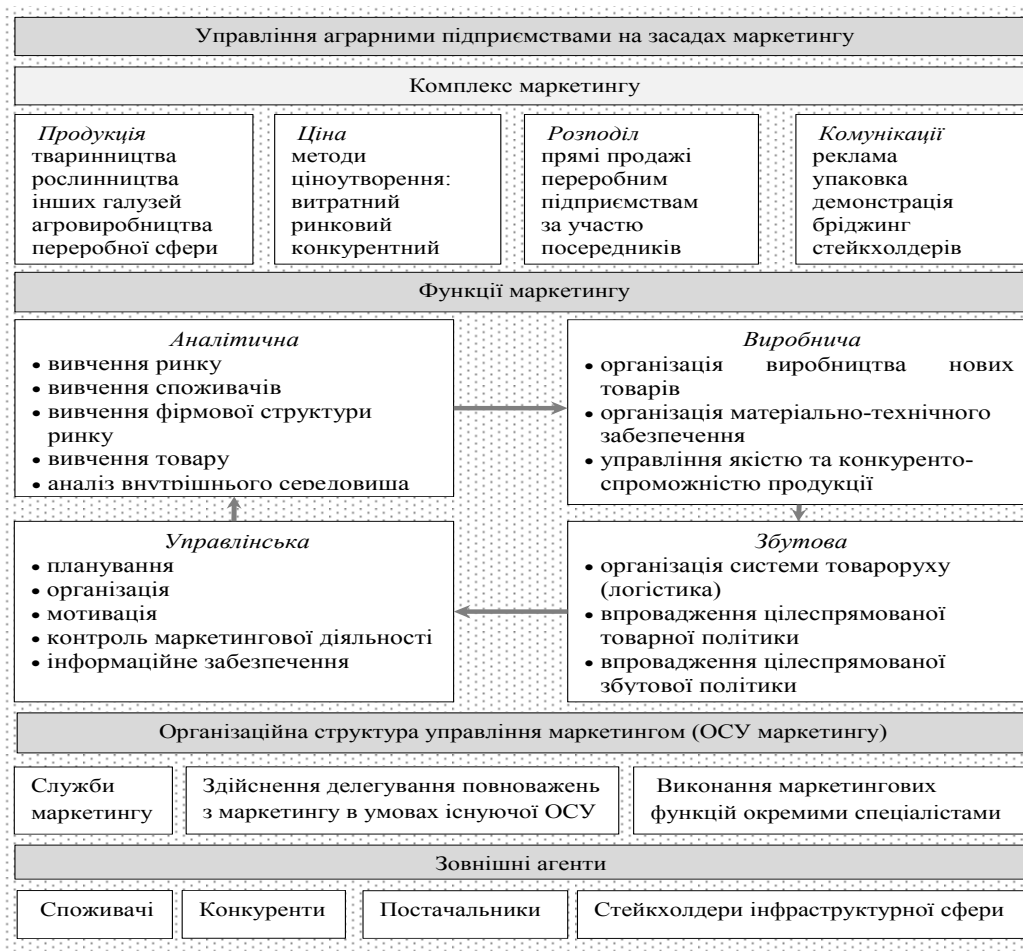 Управління аграрними підприємствами на засадах маркетингу
Комплекс маркетингу
Продукція
тваринництва
рослинництва
інших галузей
агровиробництва
переробної сфери
Ціна
методи
ціноутворення:
витратний
ринковий
конкурентний
Розподіл
прямі продажі
переробним
підприємствам
за участю
посередників
Комунікації
реклама
упаковка
демонстрація
бріджинг
стейкхолдерів
Функції маркетингу
Аналітична
• вивчення ринку
• вивчення споживачів
• вивчення фірмової структури
ринку
• вивчення товару
• аналіз внутрішнього середовища
Виробнича
• організація виробництва нових
товарів
• організація матеріально-технічного
забезпечення
• управління якістю та конкуренто-
спроможністю продукції
Управлінська
• планування
• організація
• мотивація
• контроль маркетингової діяльності
• інформаційне забезпечення
Збутова
• організація системи товароруху
(логістика)
• впровадження цілеспрямованої
товарної політики
• впровадження цілеспрямованої
збутової політики
Організаційна структура управління маркетингом (ОСУ маркетингу)
Служби
маркетингу
Здійснення делегування повноважень
з маркетингу в умовах існуючої ОСУ
Виконання маркетингових
функцій окремими спеціалістами
Зовнішні агенти
Споживачі
Конкуренти
Постачальники
Стейкхолдери інфраструктурної сфери